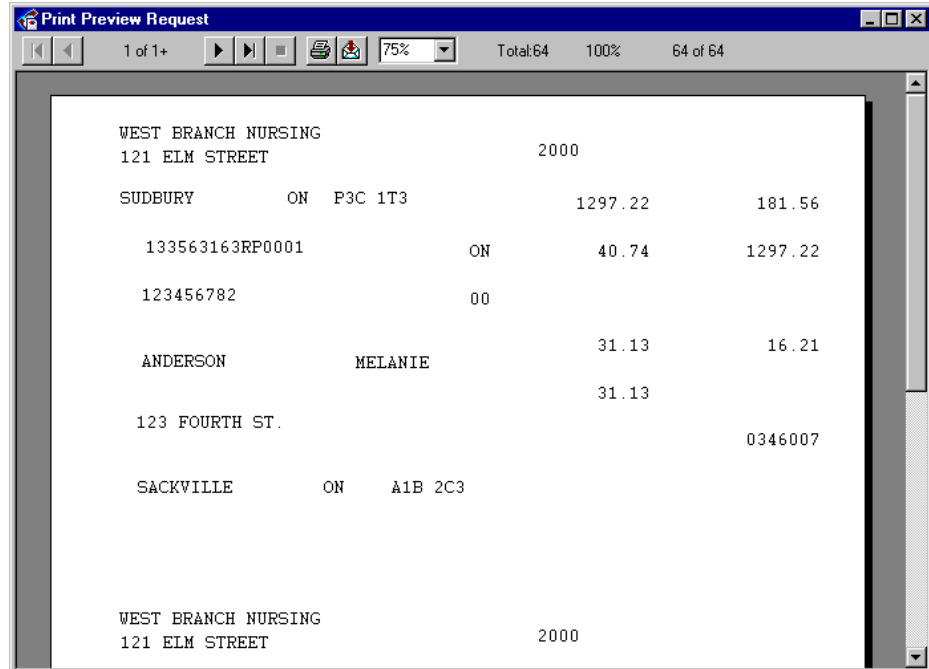 Print Preview Request
1 of 1+ 75% Total:64 100% 64 of 64
WEST BRANCH NURSING
121 ELM STREET 2000
SUDBURY ON P3C 1T3 1297.22 181.56
133563163RP0001 ON 40.74 1297.22
123456782 00
31.13 16.21
ANDERSON MELANIE
31.13
123 FOURTH ST.
0346007
SACKVILLE ON A1B 2C3
WEST BRANCH NURSING
121 ELM STREET 2000